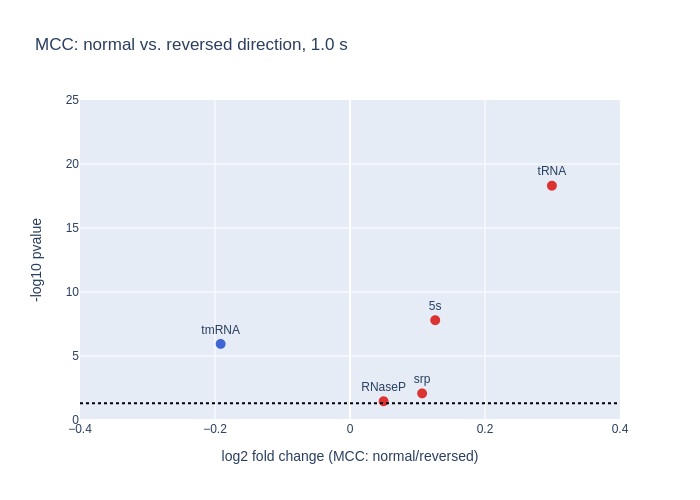 MCC: normal vs. reversed direction, 1.0 s
25
20
15
10
5
0
−0.4
−0.2
0
0.2
0.4
tRNA
5s
tmRNA
srp
RNaseP
-log10 pvalue
log2 fold change (MCC: normal/reversed)